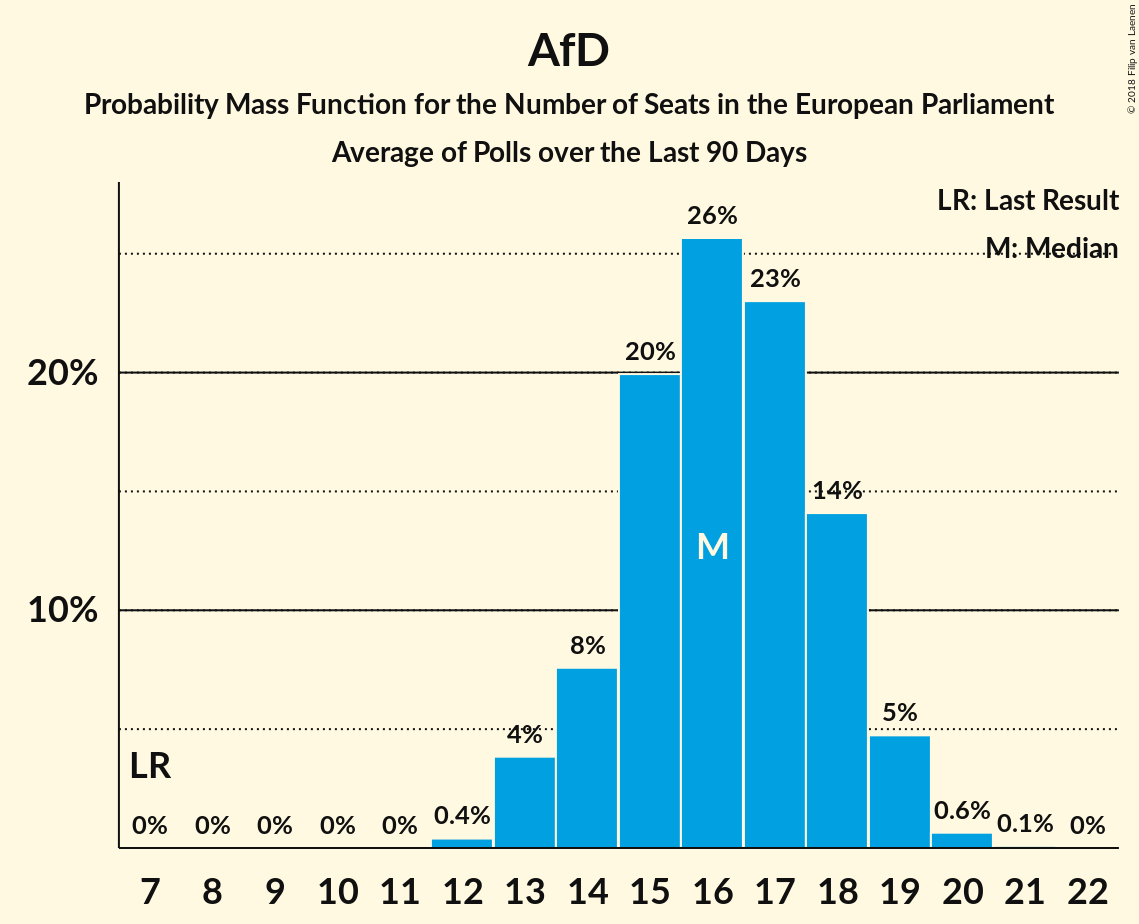 AfD
Probability Mass Function for the Number of Seats in the European Parliament
Average of Polls over the Last 90 Days
© 2018 Filip van Laenen
LR: Last Result
M: Median
26%
23%
20%
20%
14%
M
10%
8%
4%
5%
LR
0% 0% 0% 0% 0% 0.4% 0.6% 0.1% 0%
7 8 9 10 11 12 13 14 15 16 17 18 19 20 21 22